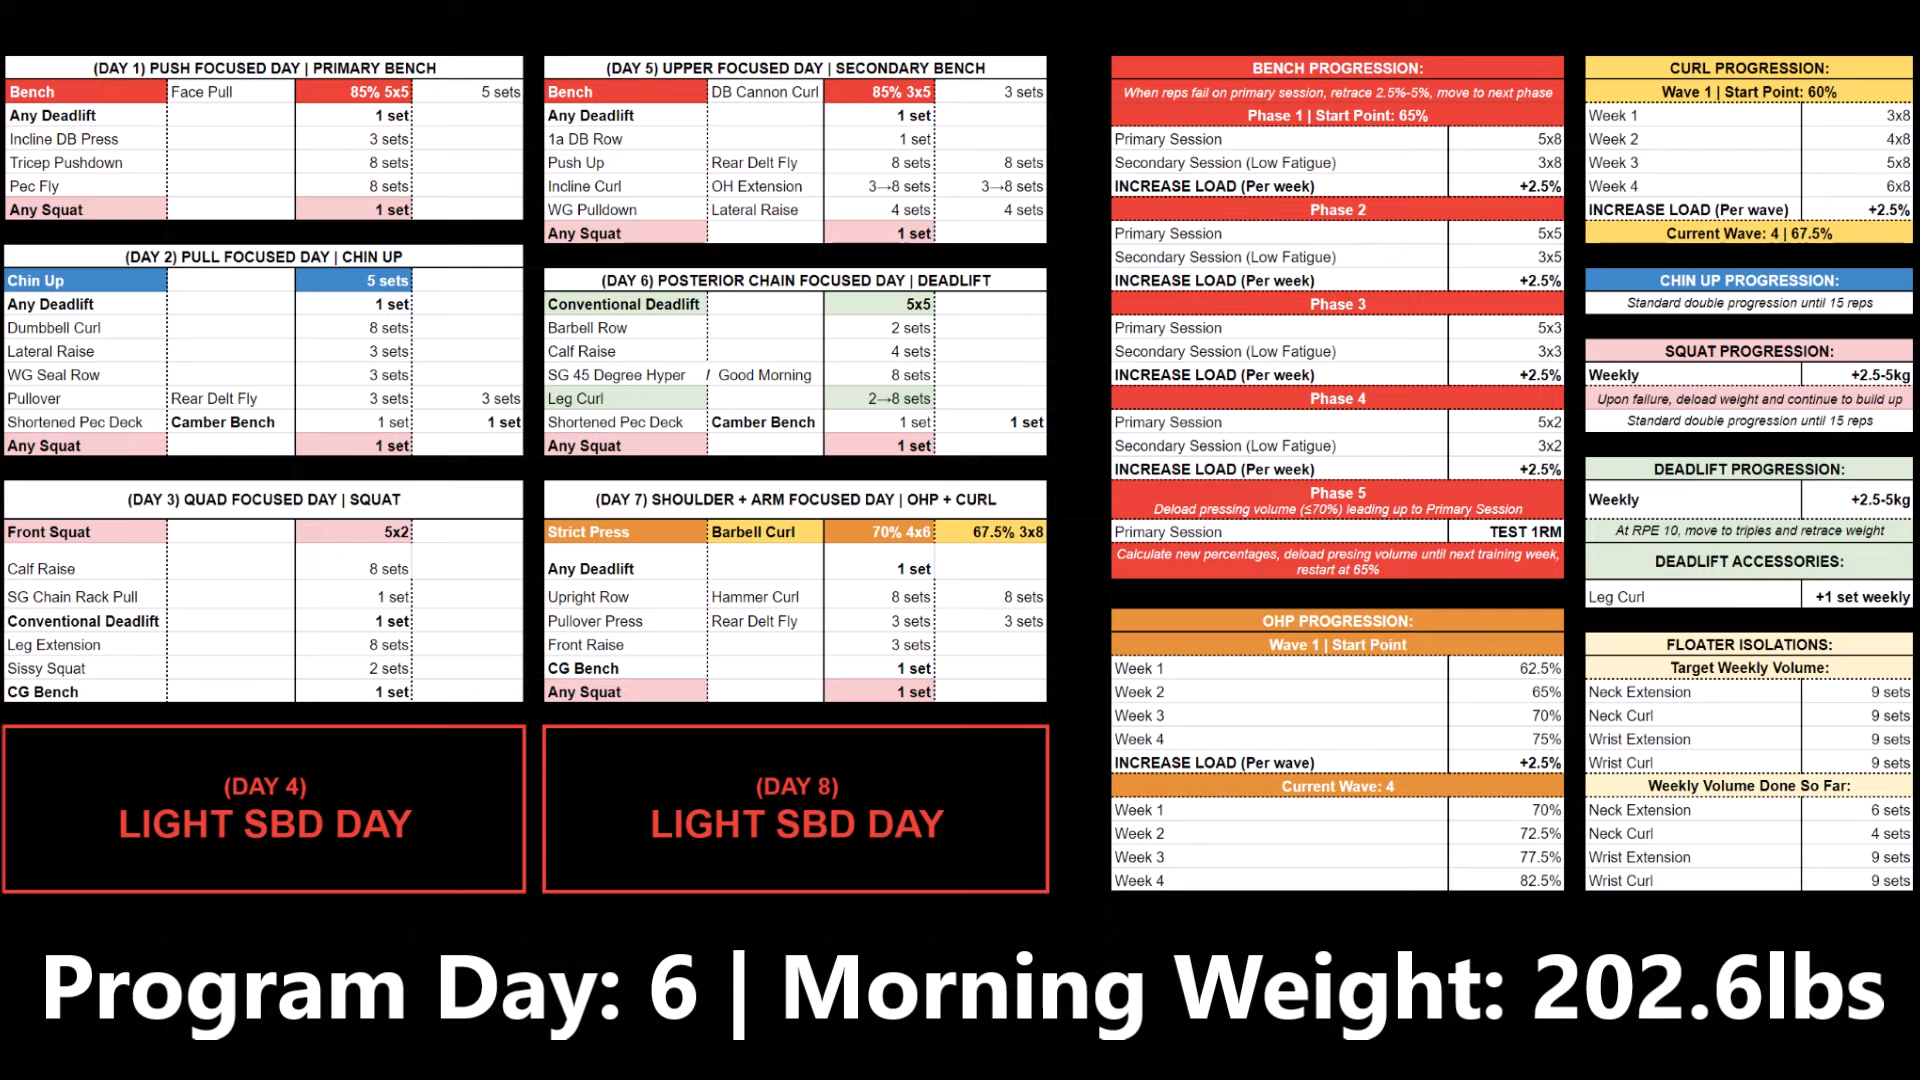 (DAY 1) PUSH FOCUSED DAY | PRIMARY BENCH
Bench Face Pull 85% 5x5 5 sets
Any Deadlift 1 set
Incline DB Press 3 sets
Tricep Pushdown 8 sets
Pec Fly 8 sets
Any Squat 1 set
(DAY 2) PULL FOCUSED DAY | CHIN UP
Chin Up 5 sets
Any Deadlift 1 set
Dumbbell Curl 8 sets
Lateral Raise 3 sets
WG Seal Row 3 sets
Pullover Rear Delt Fly 3 sets 3 sets
Shortened Pec Deck Camber Bench 1 set 1 set
Any Squat 1 set
(DAY 3) QUAD FOCUSED DAY | SQUAT
Front Squat 5x2
Calf Raise 8 sets
SG Chain Rack Pull 1 set
Conventional Deadlift 1 set
Leg Extension 8 sets
Sissy Squat 2 sets
CG Bench 1 set
(DAY 4)
LIGHT SBD DAY
(DAY 5) UPPER FOCUSED DAY | SECONDARY BENCH
Bench DB Cannon Curl 85% 3x5 3 sets
Any Deadlift 1 set
1a DB Row 1 set
Push Up Rear Delt Fly 8 sets 8 sets
Incline Curl OH Extension 3→8 sets 3→8 sets
WG Pulldown Lateral Raise 4 sets 4 sets
Any Squat 1 set
(DAY 6) POSTERIOR CHAIN FOCUSED DAY | DEADLIFT
Conventional Deadlift 5x5
Barbell Row 2 sets
Calf Raise 4 sets
SG 45 Degree Hyper / Good Morning 8 sets
Leg Curl 2→8 sets
Shortened Pec Deck Camber Bench 1 set 1 set
Any Squat 1 set
(DAY 7) SHOULDER + ARM FOCUSED DAY | OHP + CURL
Strict Press Barbell Curl 70% 4x6 67.5% 3x8
Any Deadlift 1 set
Upright Row Hammer Curl 8 sets 8 sets
Pullover Press Rear Delt Fly 3 sets 3 sets
Front Raise 3 sets
CG Bench 1 set
Any Squat 1 set
(DAY 8)
LIGHT SBD DAY
BENCH PROGRESSION:
When reps fail on primary session, retrace 2.5%-5%, move to next phase
Phase 1 | Start Point: 65%
Primary Session 5x8
Secondary Session (Low Fatigue) 3x8
INCREASE LOAD (Per week) +2.5%
Phase 2
Primary Session 5x5
Secondary Session (Low Fatigue) 3x5
INCREASE LOAD (Per week) +2.5%
Phase 3
Primary Session 5x3
Secondary Session (Low Fatigue) 3x3
INCREASE LOAD (Per week) +2.5%
Phase 4
Primary Session 5x2
Secondary Session (Low Fatigue) 3x2
INCREASE LOAD (Per week) +2.5%
Phase 5
Deload pressing volume (≤70%) leading up to Primary Session
Primary Session TEST 1RM
Calculate new percentages, deload presing volume until next training week,
restart at 65%
OHP PROGRESSION:
Wave 1 | Start Point
Week 1 62.5%
Week 2 65%
Week 3 70%
Week 4 75%
INCREASE LOAD (Per wave) +2.5%
Current Wave: 4
Week 1 70%
Week 2 72.5%
Week 3 77.5%
Week 4 82.5%
CURL PROGRESSION:
Wave 1 | Start Point: 60%
Week 1 3x8
Week 2 4x8
Week 3 5x8
Week 4 6x8
INCREASE LOAD (Per wave) +2.5%
Current Wave: 4 | 67.5%
CHIN UP PROGRESSION:
Standard double progression until 15 reps
SQUAT PROGRESSION:
Weekly +2.5-5kg
Upon failure, deload weight and continue to build up
Standard double progression until 15 reps
DEADLIFT PROGRESSION:
Weekly +2.5-5kg
At RPE 10, move to triples and retrace weight
DEADLIFT ACCESSORIES:
Leg Curl +1 set weekly
FLOATER ISOLATIONS:
Target Weekly Volume:
Neck Extension 9 sets
Neck Curl 9 sets
Wrist Extension 9 sets
Wrist Curl 9 sets
Weekly Volume Done So Far:
Neck Extension 6 sets
Neck Curl 4 sets
Wrist Extension 9 sets
Wrist Curl 9 sets
Program Day: 6 | Morning Weight: 202.6lbs